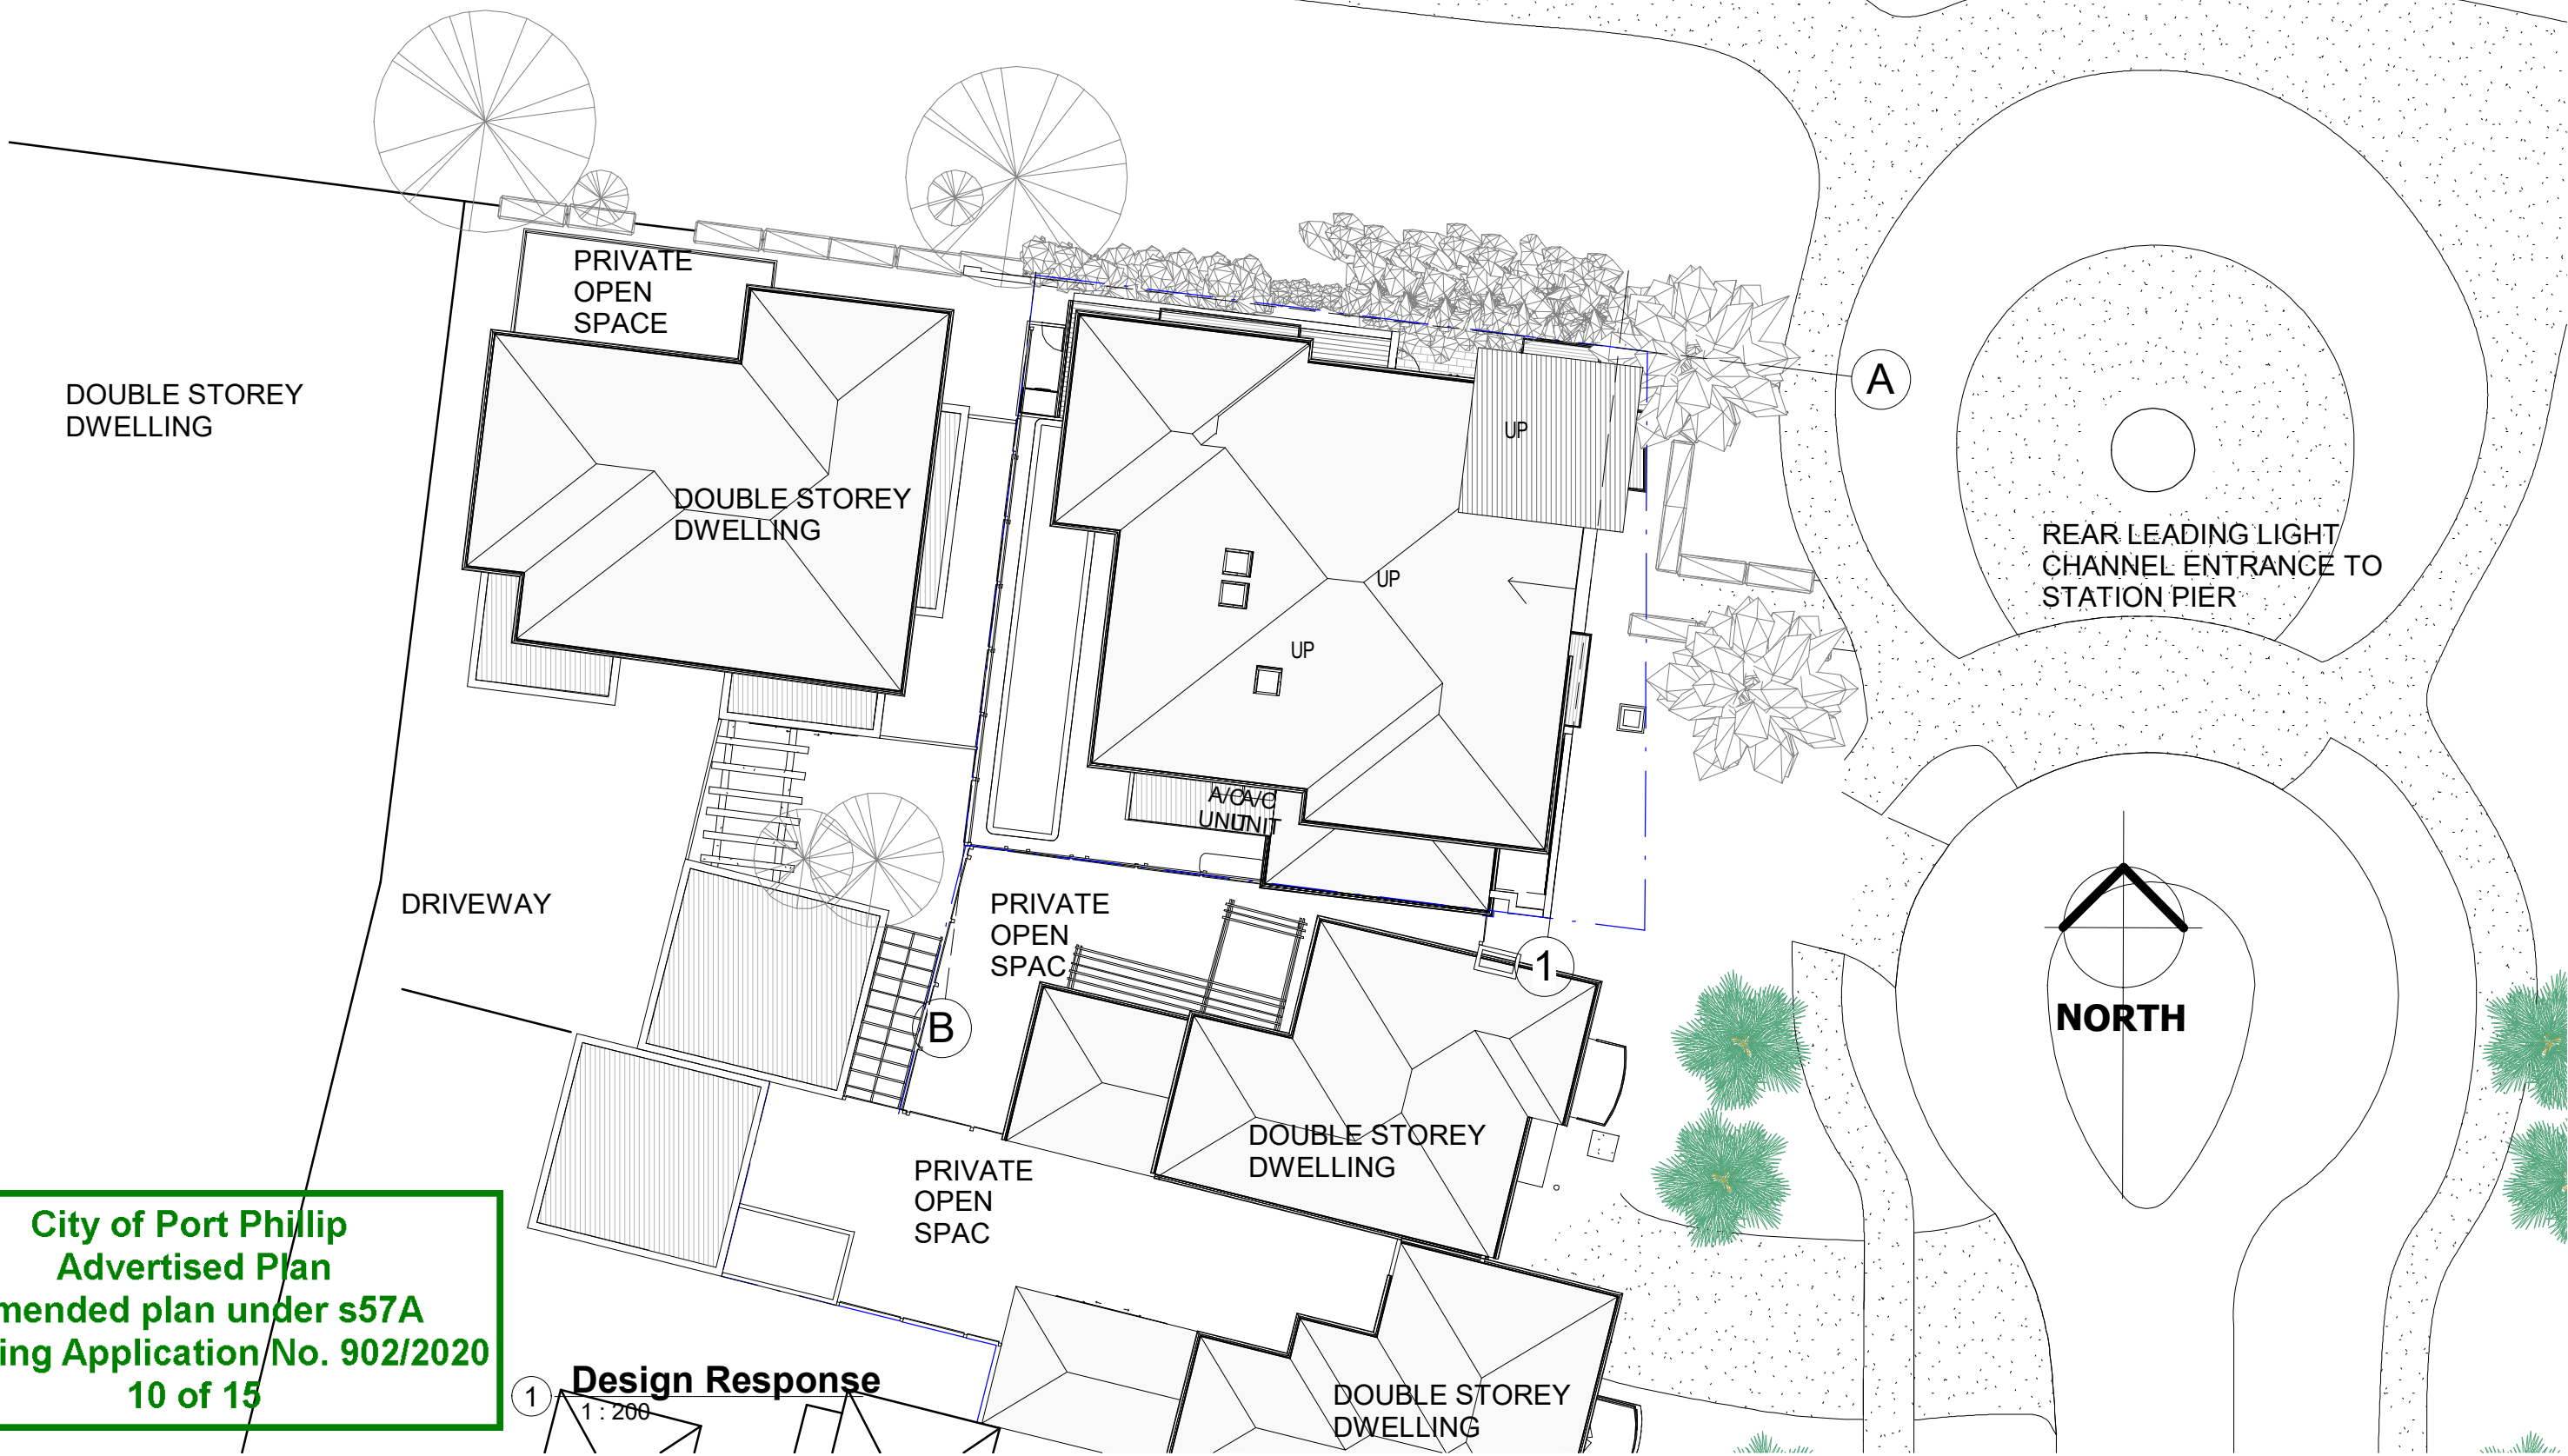 PRIVATE
OPEN
SPACE
DOUBLE STOREY
DWELLING
A
UP
DOUBLE STOREY
DWELLING
REAR LEADING LIGHT
CHANNEL ENTRANCE TO
STATION PIER
UP
UP
A/C A/C
UNIT UNIT
DRIVEWAY
PRIVATE
OPEN
SPAC
1
B
NORTH
DOUBLE STOREY
DWELLING
PRIVATE
OPEN
SPAC
City of Port Phillip
Advertised Plan
mended plan under s57A
ing Application No. 902/2020
10 of 15
1 Design Response
1 : 200
DOUBLE STOREY
DWELLING